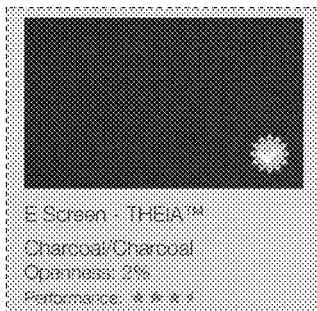 E Screen - THEIA™
Charcoal/Charcoal
Openness: 3%
Performance: ★ ★ ★ ⯨